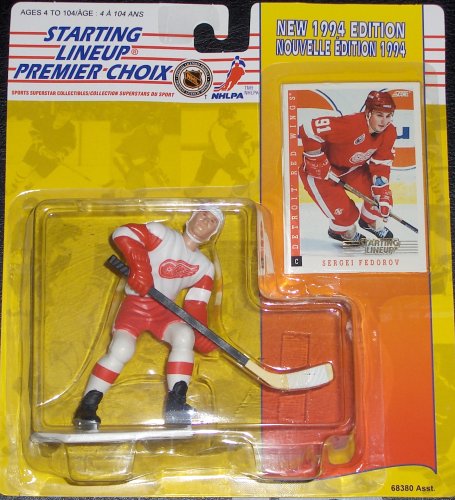 AGES 4 TO 104/ÂGE : 4 À 104 ANS
STARTING
LINEUP®
PREMIER•CHOIX
NHLPA
SPORTS SUPERSTAR COLLECTIBLES/COLLECTION SUPERSTARS DU SPORT
NEW 1994 EDITION
NOUVELLE EDITION 1994
SCORE
DETROIT RED WINGS
91
STARTING
LINEUP
C
SERGEI FEDOROV
68380 Asst.